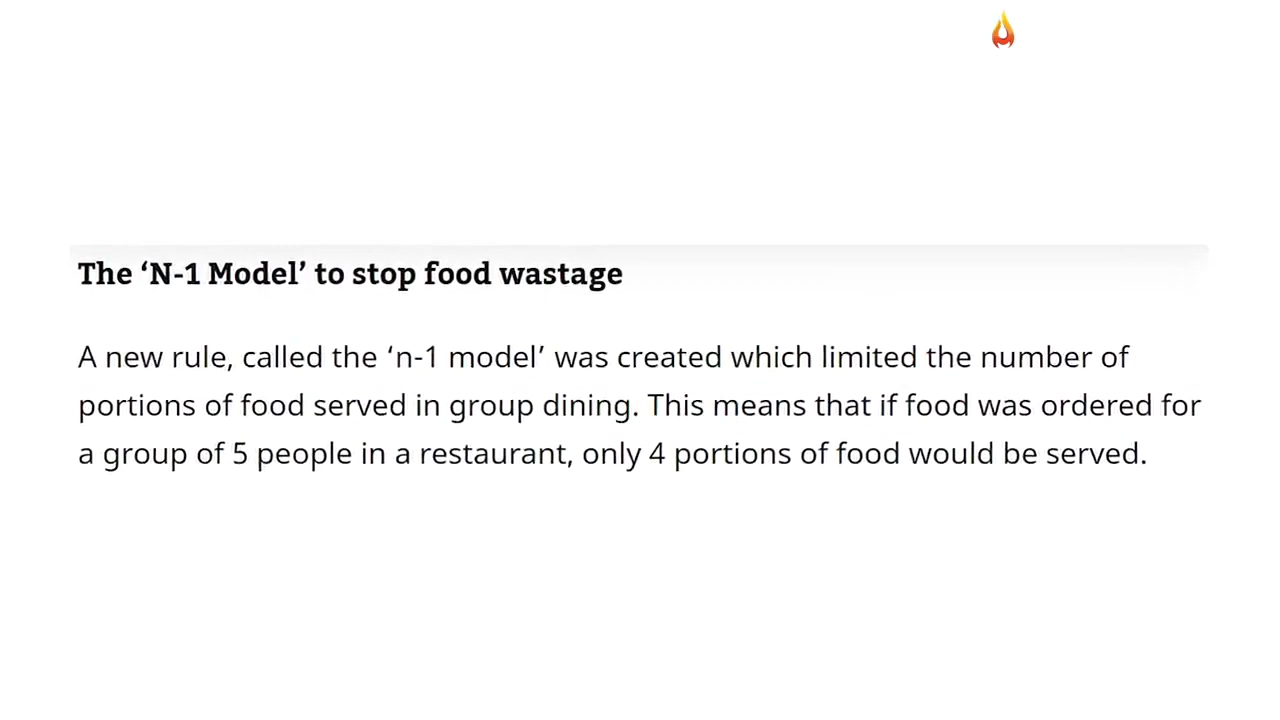 The ‘N-1 Model’ to stop food wastage
A new rule, called the ‘n-1 model’ was created which limited the number of
portions of food served in group dining. This means that if food was ordered for
a group of 5 people in a restaurant, only 4 portions of food would be served.